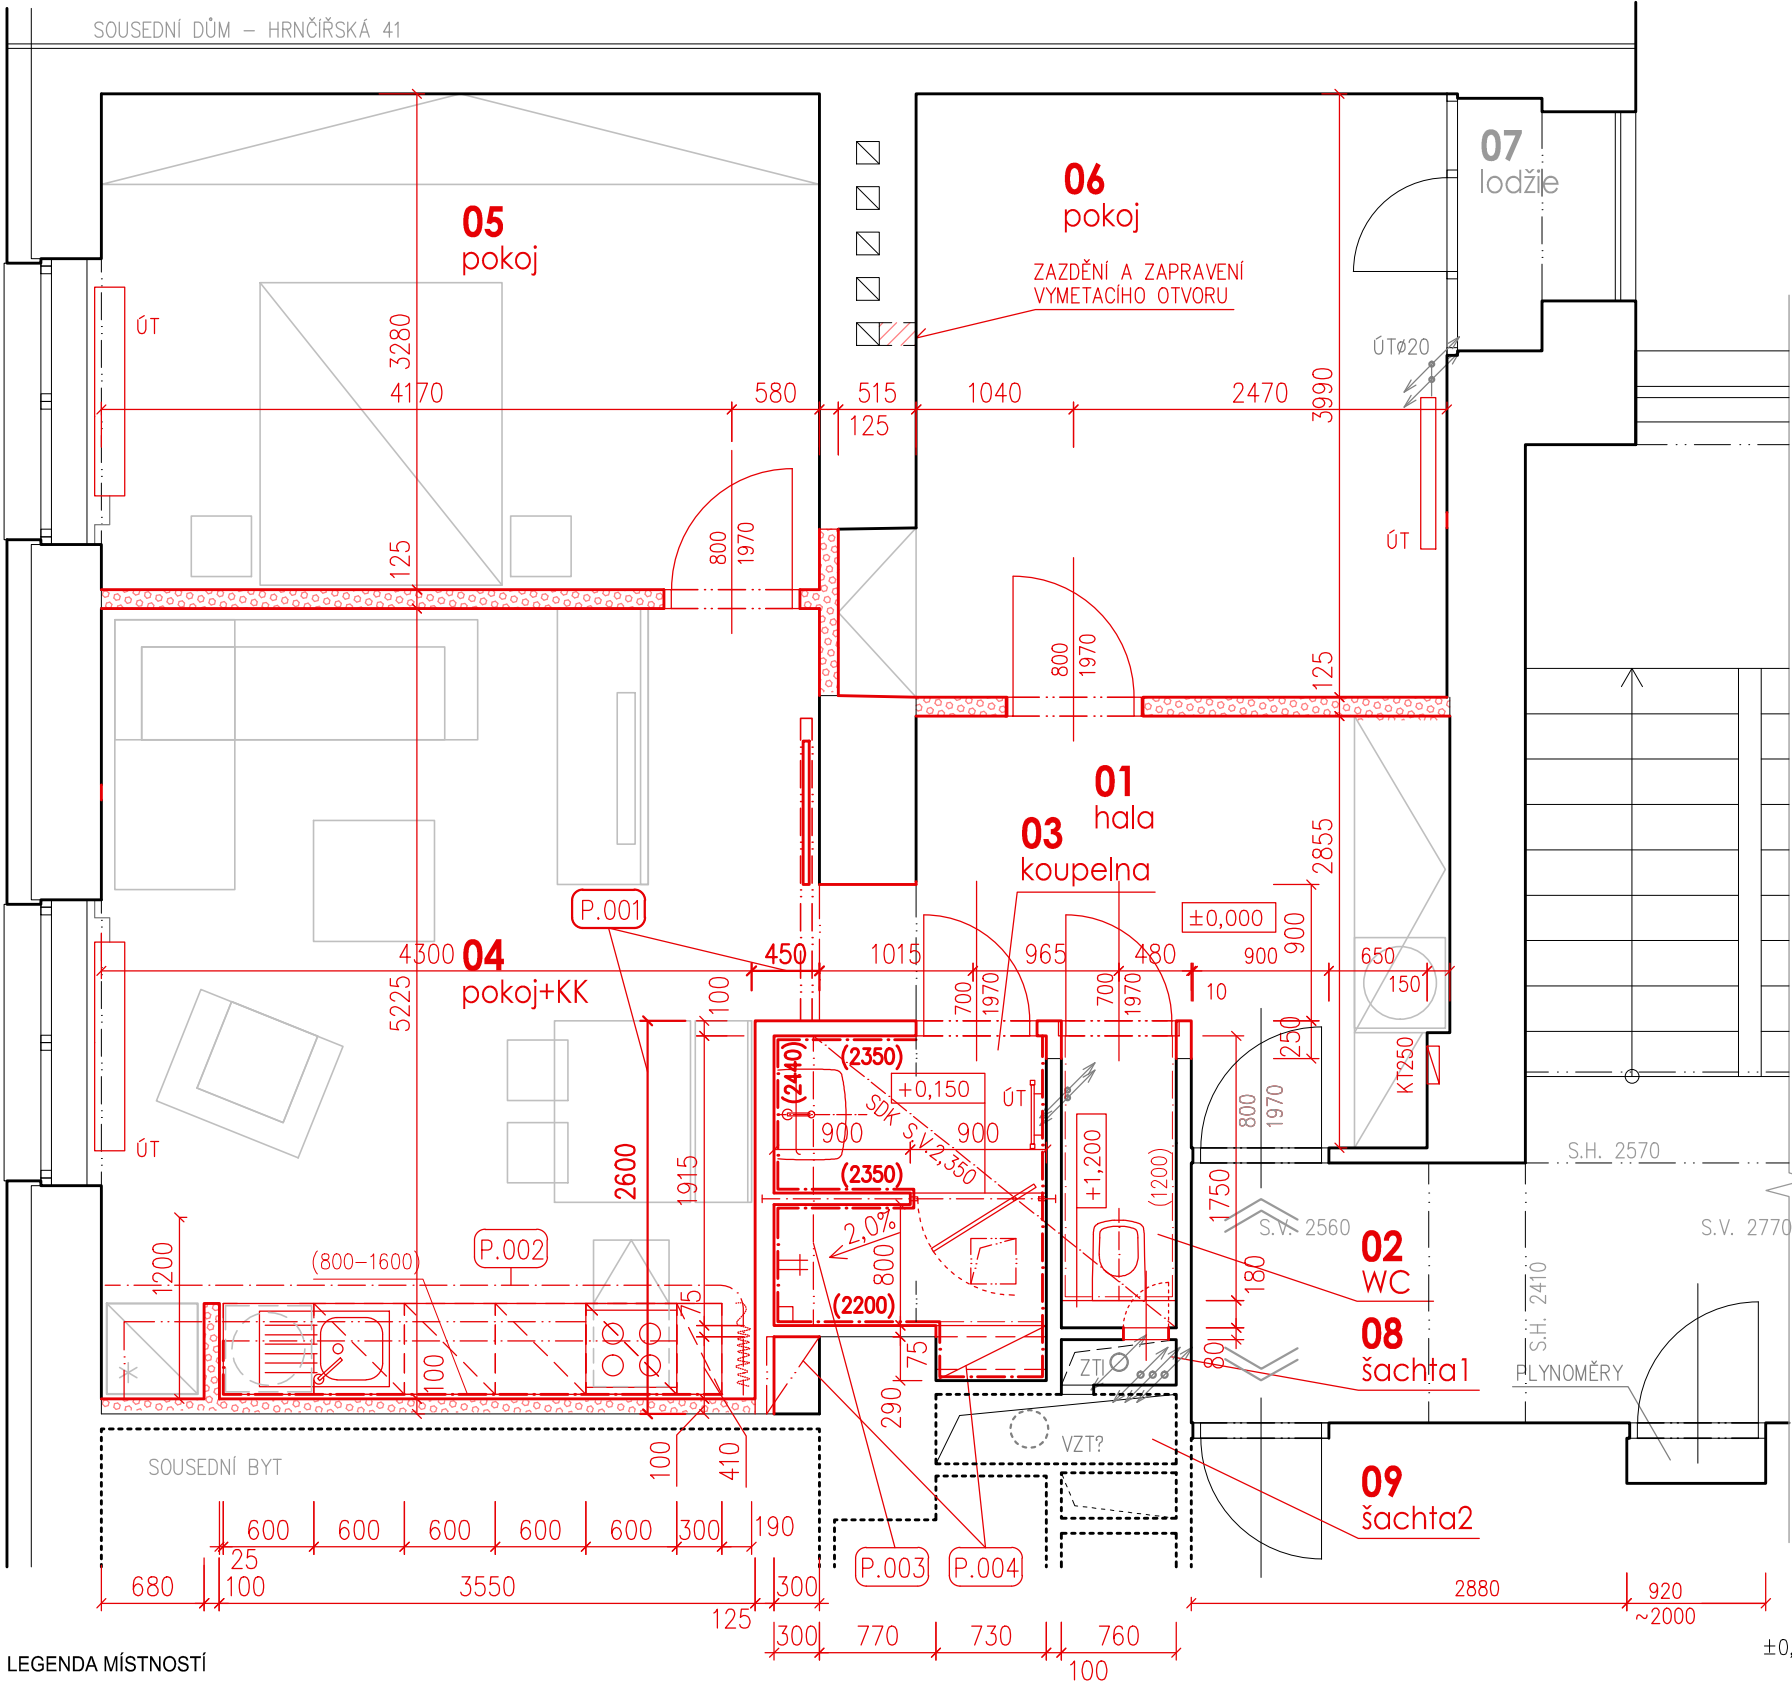 SOUSEDNÍ DŮM – HRNČÍŘSKÁ 41
07
lodžie
06
pokoj
05
pokoj
ZAZDĚNÍ A ZAPRAVENÍ
VYMETACÍHO OTVORU
ÚT
3280
ÚTø20
4170
580
515
1040
2470
3990
125
125
800
1970
ÚT
800
1970
125
01
hala
03
koupelna
2855
P.001
±0,000
900
4300
04
pokoj+KK
450
1015
965
480
900
650
5225
100
700
1970
700
1970
10
150
250
(2440)
(2350)
+0,150
ÚT
KT250
SDK S.V.2,350
900
900
800
1970
ÚT
2600
1915
(2350)
+1,200
(1200)
1750
S.H. 2570
S.V. 2560
S.V. 2770
02
WC
2,0%
P.002
(800–1600)
1200
800
180
S.H. 2410
75
(2200)
08
šachta1
75
80
ZTI
PLYNOMĚRY
100
290
VZT?
SOUSEDNÍ BYT
100
410
09
šachta2
600
600
600
600
600
300
190
25
P.003
P.004
680
100
3550
300
2880
920
125
~2000
300
770
730
760
100
±0,
LEGENDA MÍSTNOSTÍ